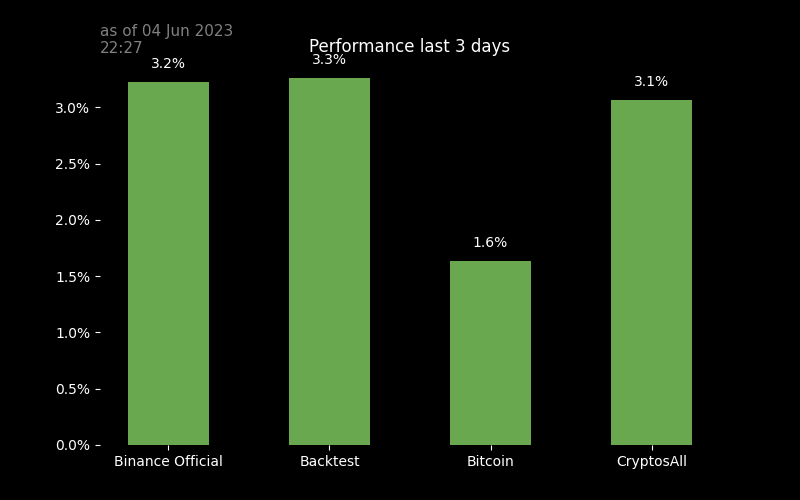 as of 04 Jun 2023
22:27
Performance last 3 days
3.2%
3.3%
1.6%
3.1%
3.0%
2.5%
2.0%
1.5%
1.0%
0.5%
0.0%
Binance Official
Backtest
Bitcoin
CryptosAll